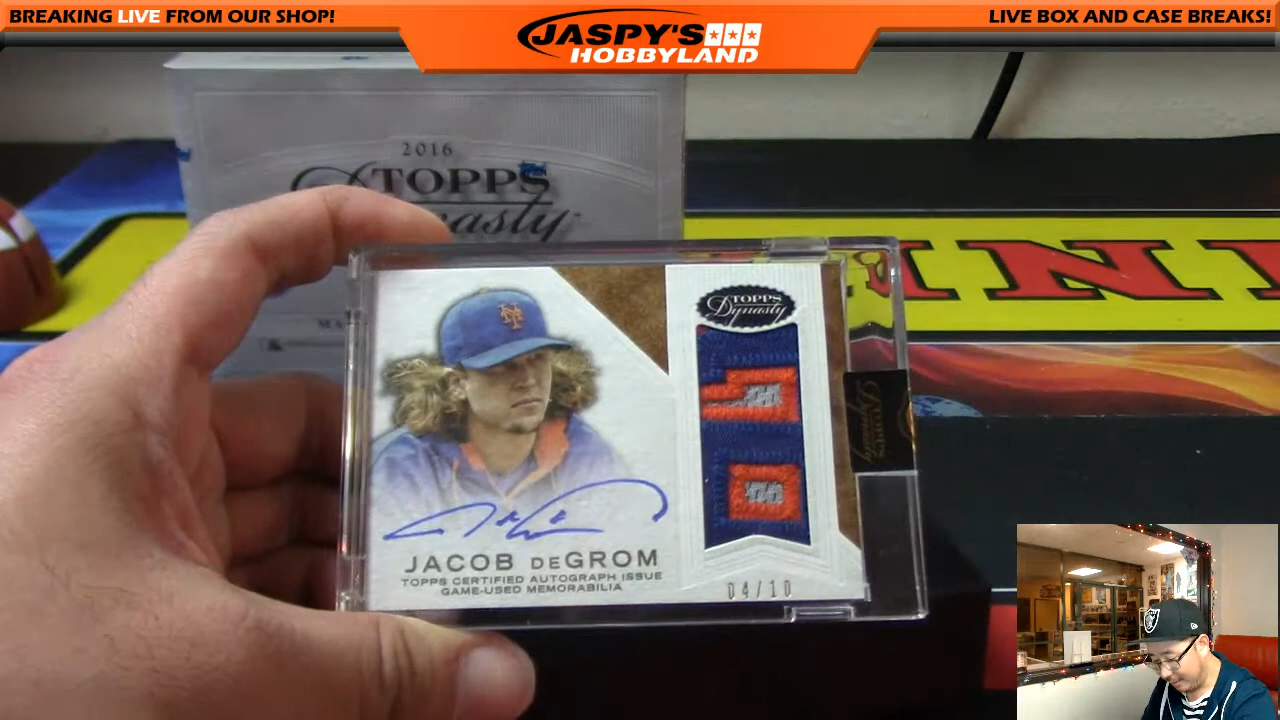 BREAKING LIVE FROM OUR SHOP!
JASPY'S
HOBBYLAND
LIVE BOX AND CASE BREAKS!
2016
TOPPS
TOPPS
Dynasty
JACOB DEGROM
TOPPS CERTIFIED AUTOGRAPH ISSUE
GAME-USED MEMORABILIA
04/10